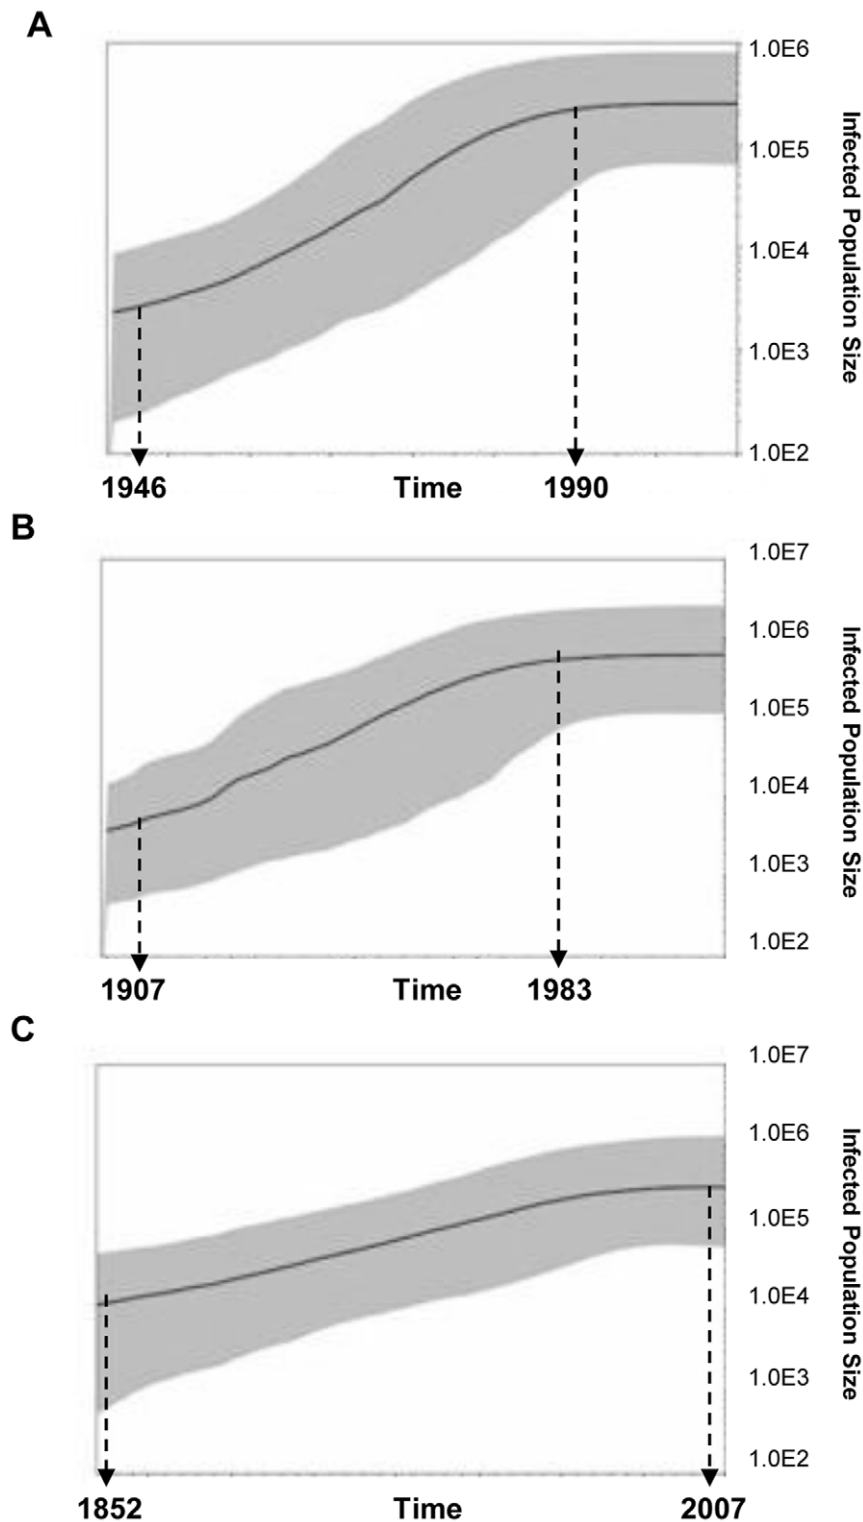 A
1.0E6
1.0E5
1.0E4
1.0E3
1.0E2
Infected Population Size
1946 Time 1990
B
1.0E7
1.0E6
1.0E5
1.0E4
1.0E3
1.0E2
Infected Population Size
1907 Time 1983
C
1.0E7
1.0E6
1.0E5
1.0E4
1.0E3
1.0E2
Infected Population Size
1852 Time 2007